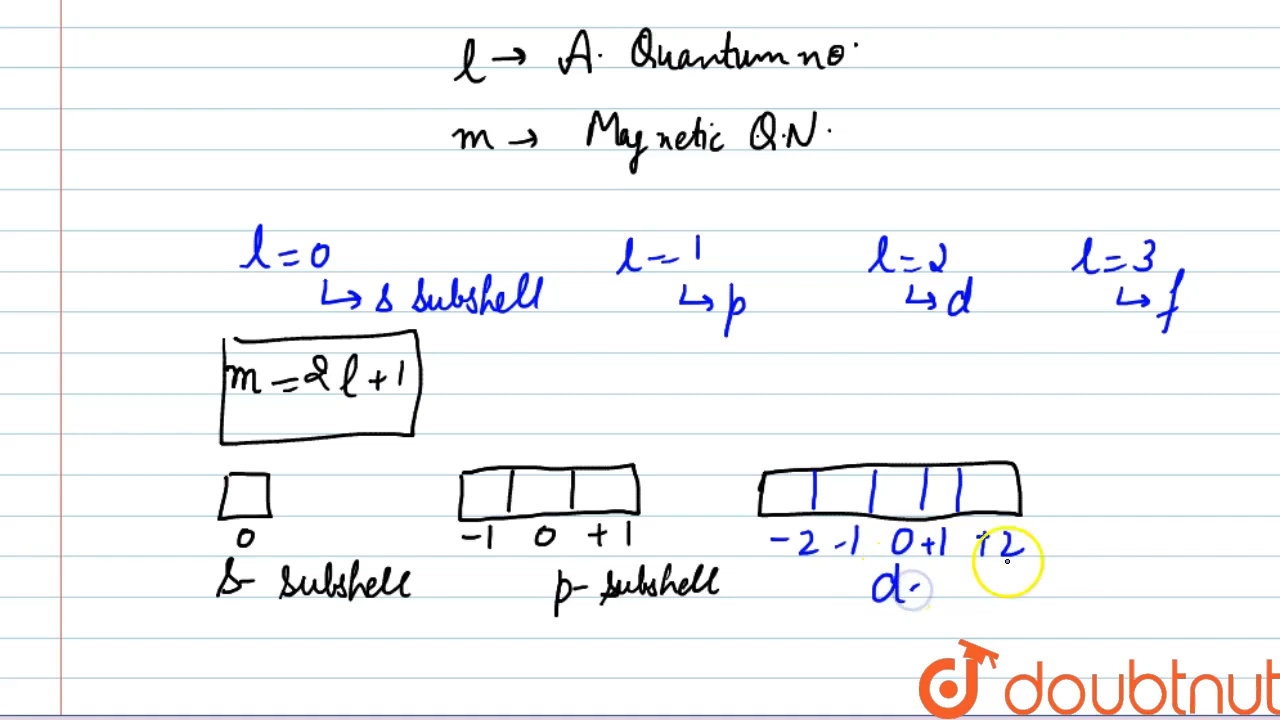 l → A. Quantum no.
m → Magnetic Q.N.
l = 0 l = 1 l = 2 l = 3
↳ s subshell ↳ p ↳ d ↳ f
m = 2l + 1
0 -1 0 +1 -2 -1 0 +1 +2
s- subshell p- subshell d-
doubtnut